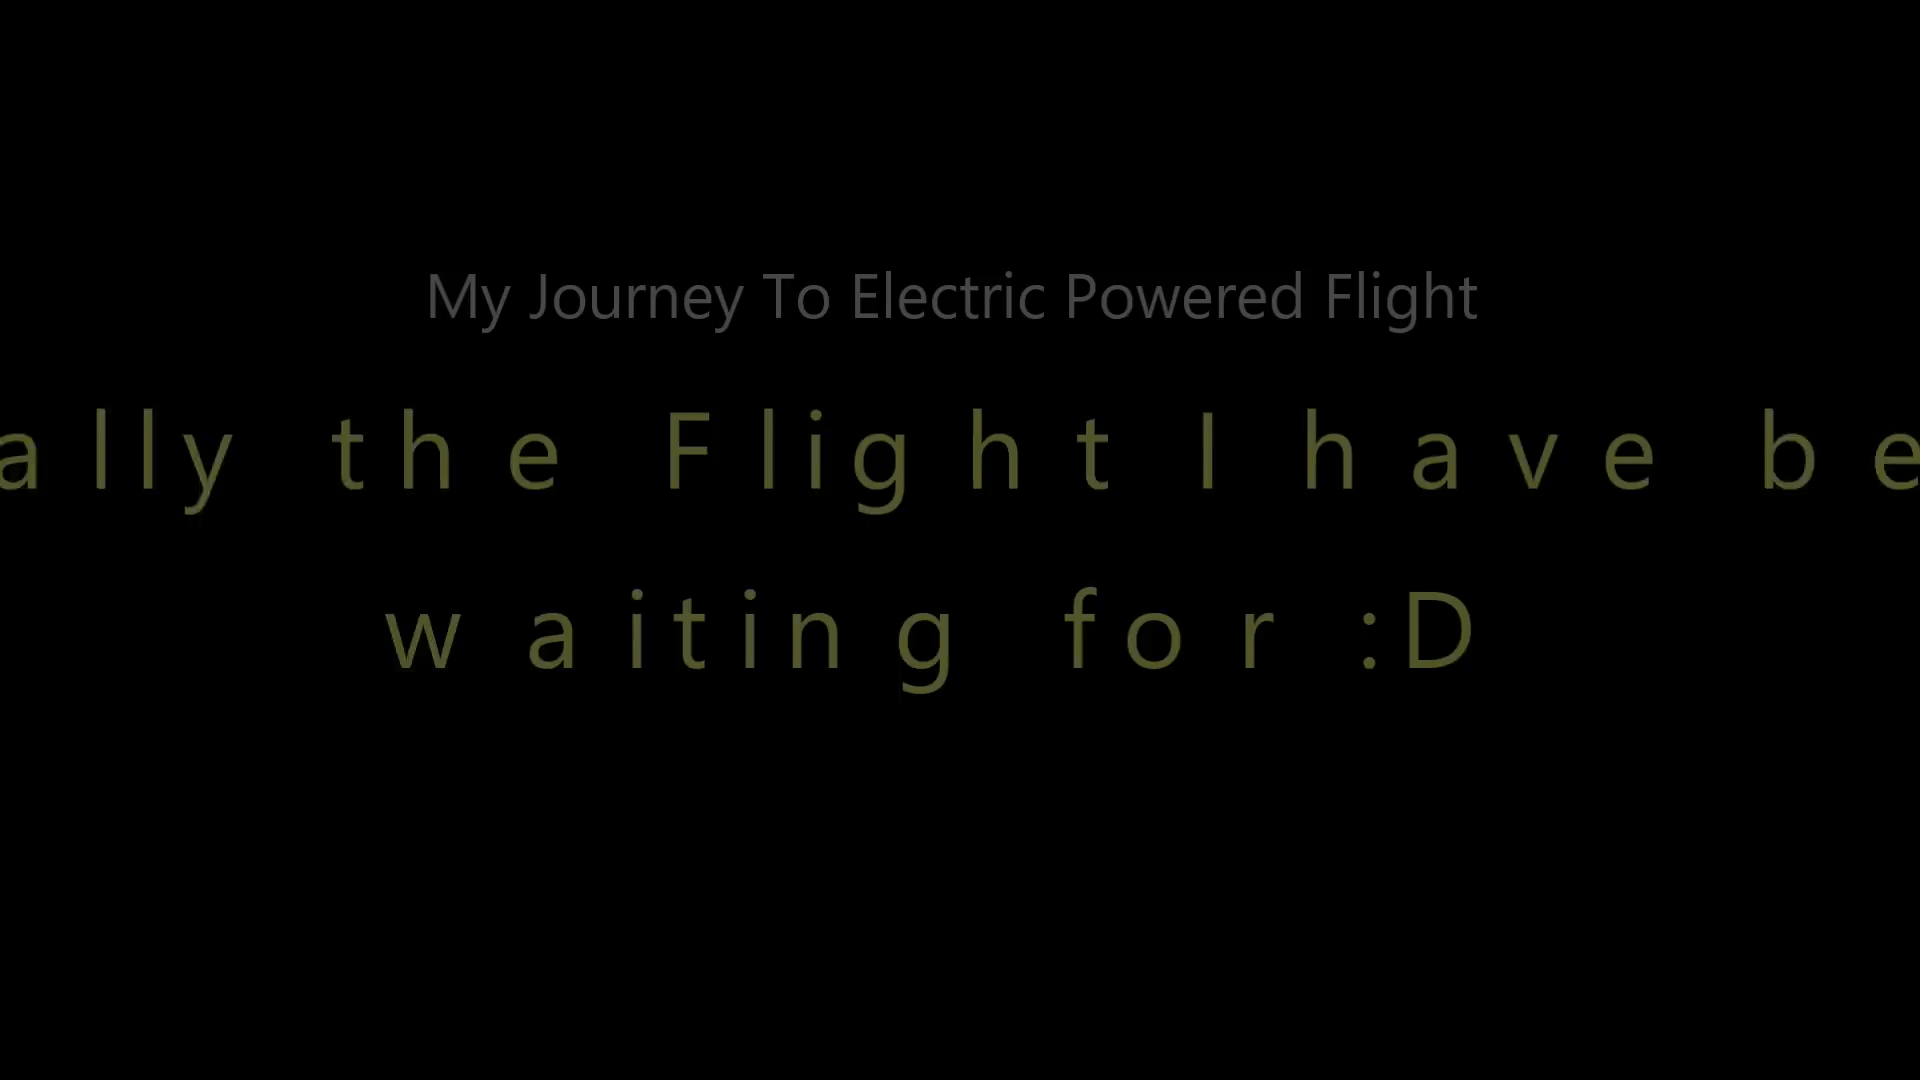 My Journey To Electric Powered Flight
ally the Flight I have be
waiting for :D